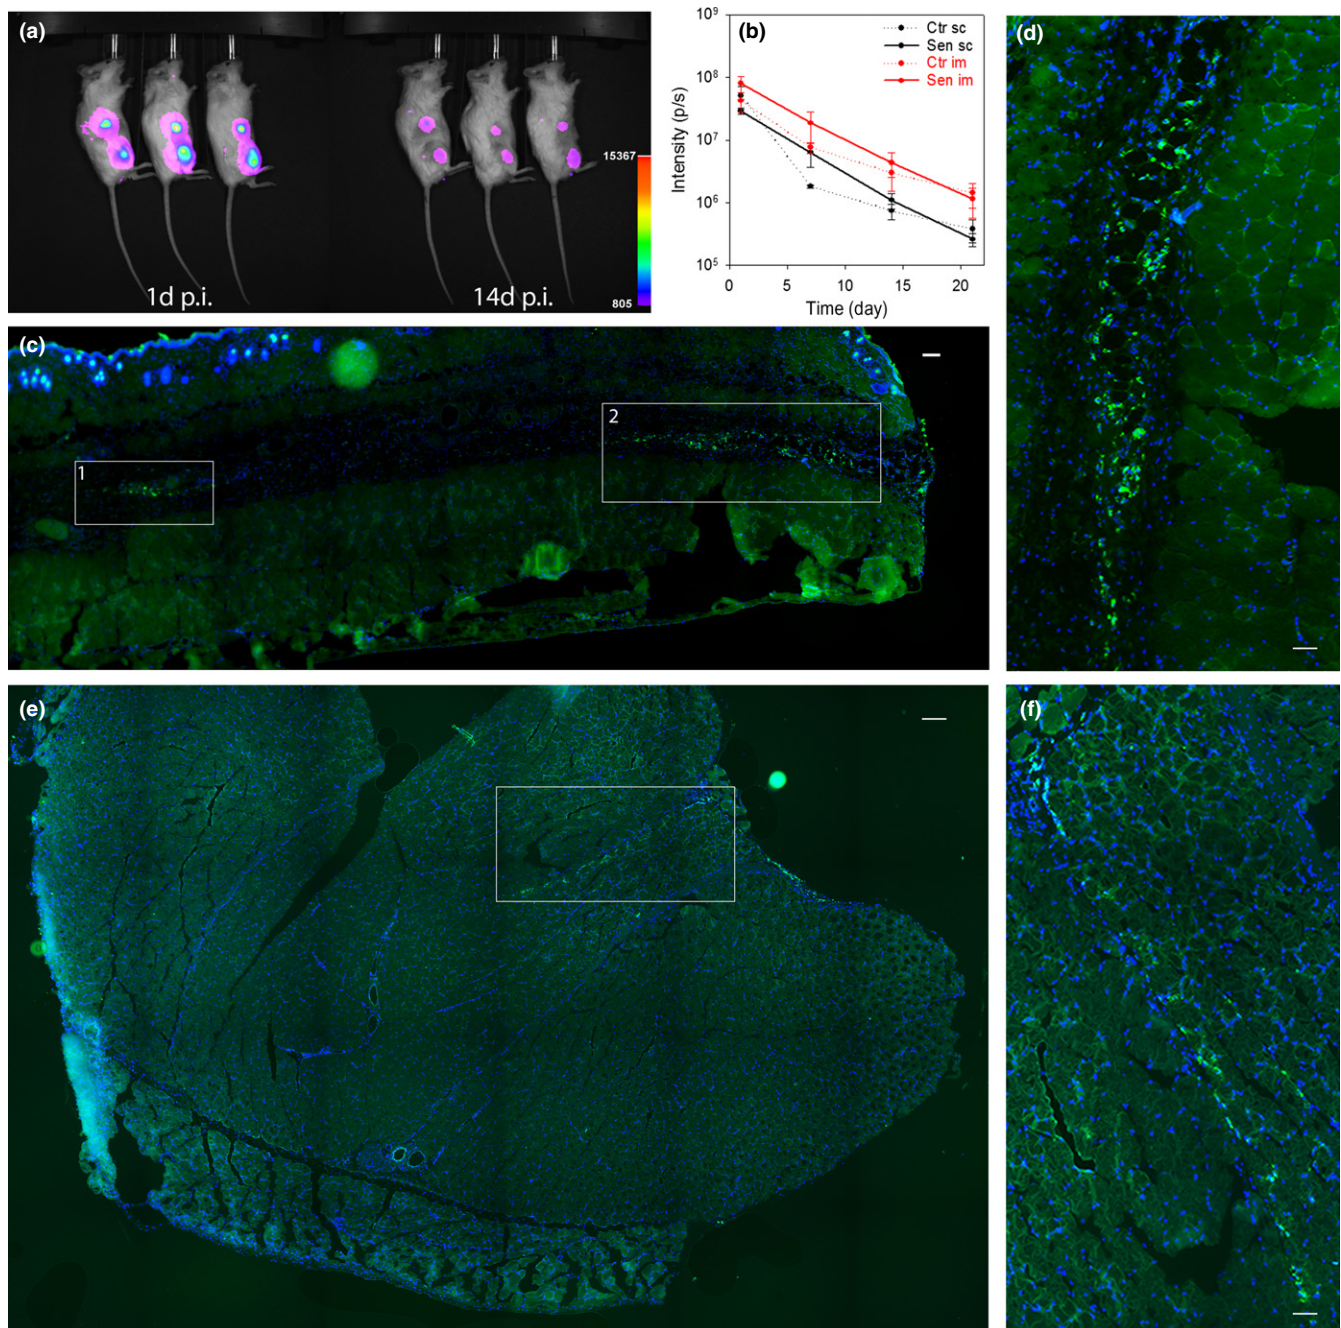 (a)
1d p.i.
14d p.i.
15367
805
(b)
Ctr sc
Sen sc
Ctr im
Sen im
Intensity (p/s)
10⁹
10⁸
10⁷
10⁶
10⁵
0
5
10
15
20
Time (day)
(c)
1
2
(d)
(e)
(f)